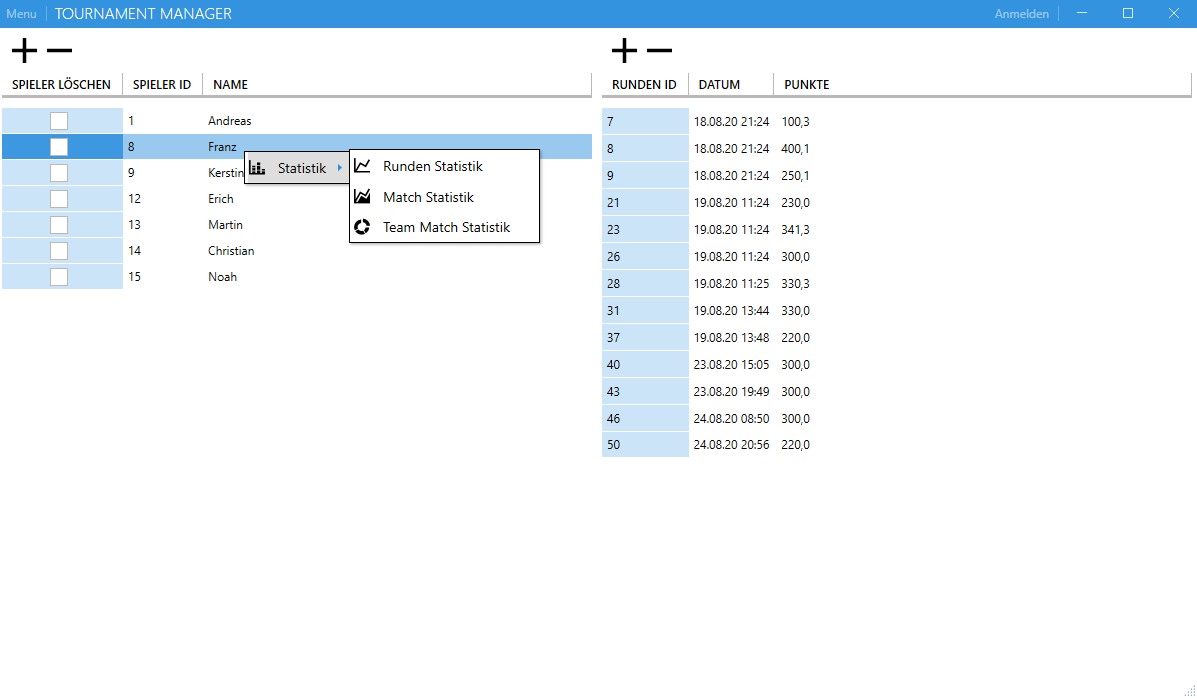 Menu TOURNAMENT MANAGER Anmelden
SPIELER LÖSCHEN SPIELER ID NAME
1 Andreas
8 Franz
9 Kerstin
12 Erich
13 Martin
14 Christian
15 Noah
Statistik
Runden Statistik
Match Statistik
Team Match Statistik
RUNDEN ID DATUM PUNKTE
7 18.08.20 21:24 100,3
8 18.08.20 21:24 400,1
9 18.08.20 21:24 250,1
21 19.08.20 11:24 230,0
23 19.08.20 11:24 341,3
26 19.08.20 11:24 300,0
28 19.08.20 11:25 330,3
31 19.08.20 13:44 330,0
37 19.08.20 13:48 220,0
40 23.08.20 15:05 300,0
43 23.08.20 19:49 300,0
46 24.08.20 08:50 300,0
50 24.08.20 20:56 220,0